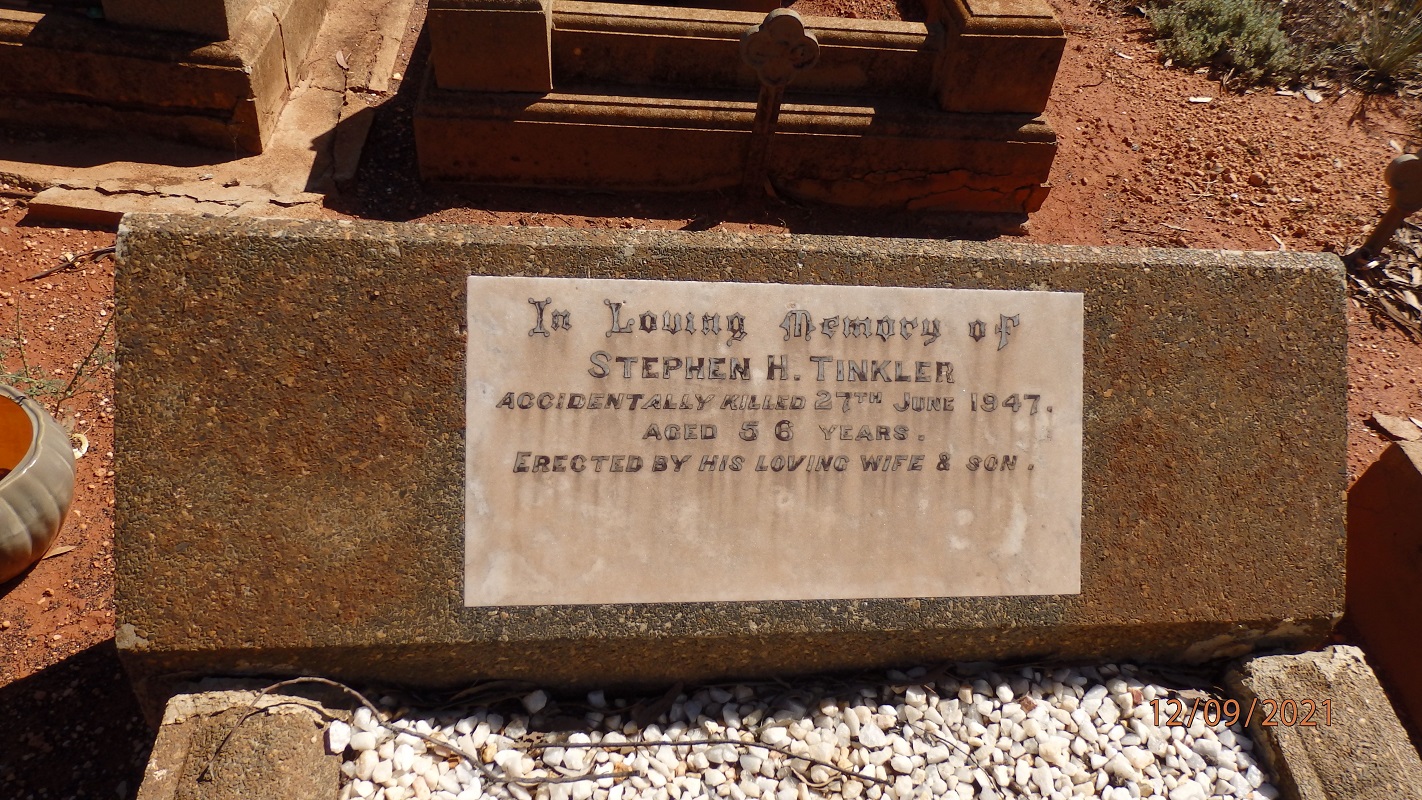 In Loving Memory of
STEPHEN H. TINKLER
ACCIDENTALLY KILLED 27TH JUNE 1947.
AGED 56 YEARS.
ERECTED BY HIS LOVING WIFE & SON.
12/09/2021